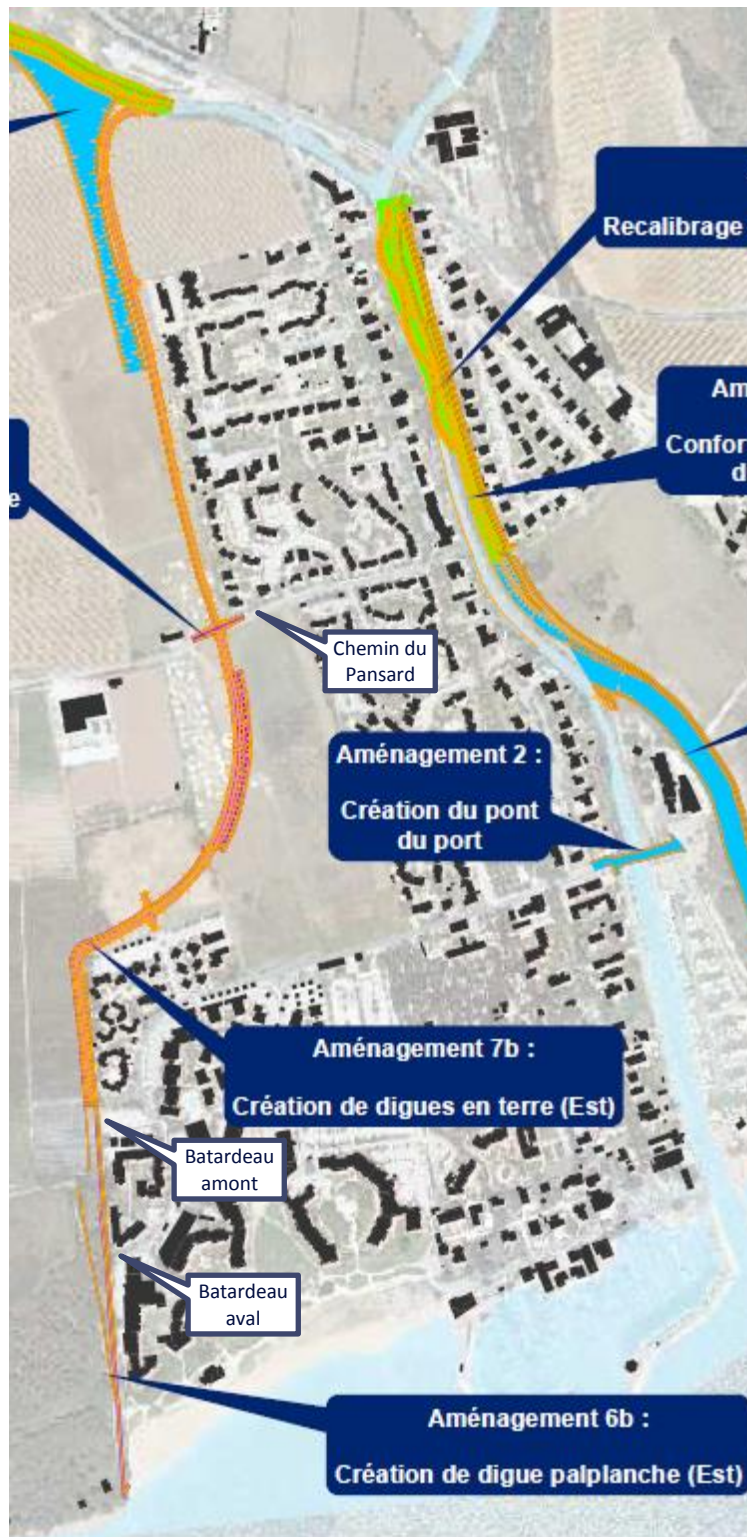 Recalibrage
Am
Confor
d
e
Chemin du
Pansard
Aménagement 2 :
Création du pont
du port
Aménagement 7b :
Création de digues en terre (Est)
Batardeau
amont
Batardeau
aval
Aménagement 6b :
Création de digue palplanche (Est)